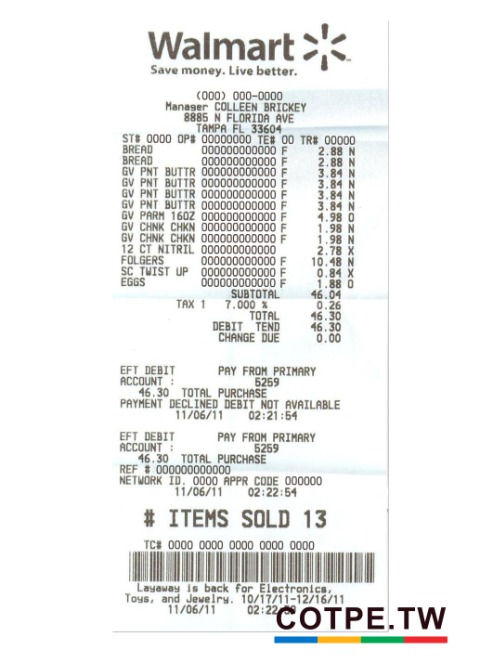 Walmart
Save money. Live better.
(000) 000-0000
Manager COLLEEN BRICKEY
8885 N FLORIDA AVE
TAMPA FL 33604
ST# 0000 OP# 00000000 TE# 00 TR# 00000
BREAD 000000000000 F 2.88 N
BREAD 000000000000 F 2.88 N
GV PNT BUTTR 000000000000 F 3.84 N
GV PNT BUTTR 000000000000 F 3.84 N
GV PNT BUTTR 000000000000 F 3.84 N
GV PNT BUTTR 000000000000 F 3.84 N
GV PARM 16OZ 000000000000 F 4.98 O
GV CHNK CHKN 000000000000 F 1.98 N
GV CHNK CHKN 000000000000 F 1.98 N
12 CT NITRIL 000000000000 2.78 X
FOLGERS 000000000000 F 10.48 N
SC TWIST UP 000000000000 F 0.84 X
EGGS 000000000000 F 1.88 O
SUBTOTAL 46.04
TAX 1 7.000 % 0.26
TOTAL 46.30
DEBIT TEND 46.30
CHANGE DUE 0.00
EFT DEBIT PAY FROM PRIMARY
ACCOUNT : 5259
46.30 TOTAL PURCHASE
PAYMENT DECLINED DEBIT NOT AVAILABLE
11/06/11 02:21:54
EFT DEBIT PAY FROM PRIMARY
ACCOUNT : 5259
46.30 TOTAL PURCHASE
REF # 000000000000
NETWORK ID. 0000 APPR CODE 000000
11/06/11 02:22:54
# ITEMS SOLD 13
TC# 0000 0000 0000 0000 0000
Layaway is back for Electronics,
Toys, and Jewelry. 10/17/11-12/16/11
11/06/11 02:22
COTPE.TW